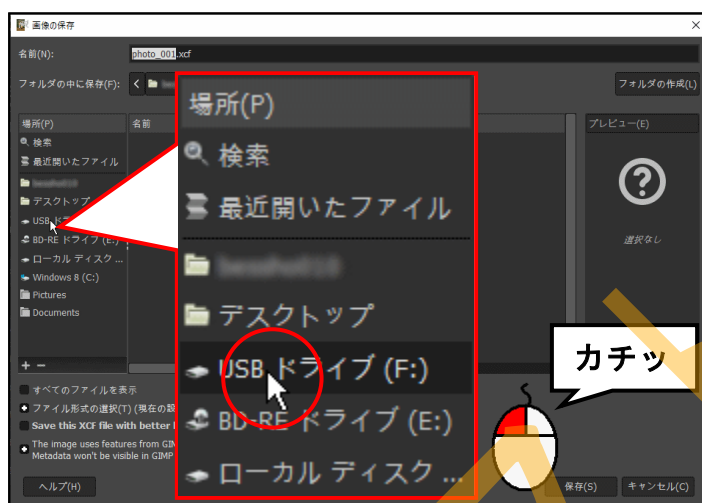 画像の保存
名前(N):
photo_001.xcf
フォルダの中に保存(F):
フォルダの作成(L)
場所(P)
名前
プレビュー(E)
検索
最近開いたファイル
デスクトップ
USB ドラ
BD-RE ドライブ (E:)
ローカル ディスク ...
Windows 8 (C:)
Pictures
Documents
選択なし
場所(P)
検索
最近開いたファイル
デスクトップ
USB ドライブ (F:)
BD-RE ドライブ (E:)
ローカル ディスク ...
カチッ
すべてのファイルを表示
ファイル形式の選択(T) (現在の設
Save this XCF file with better
The image uses features from GIM
Metadata won't be visible in GIMP
ヘルプ(H)
保存(S)
キャンセル(C)